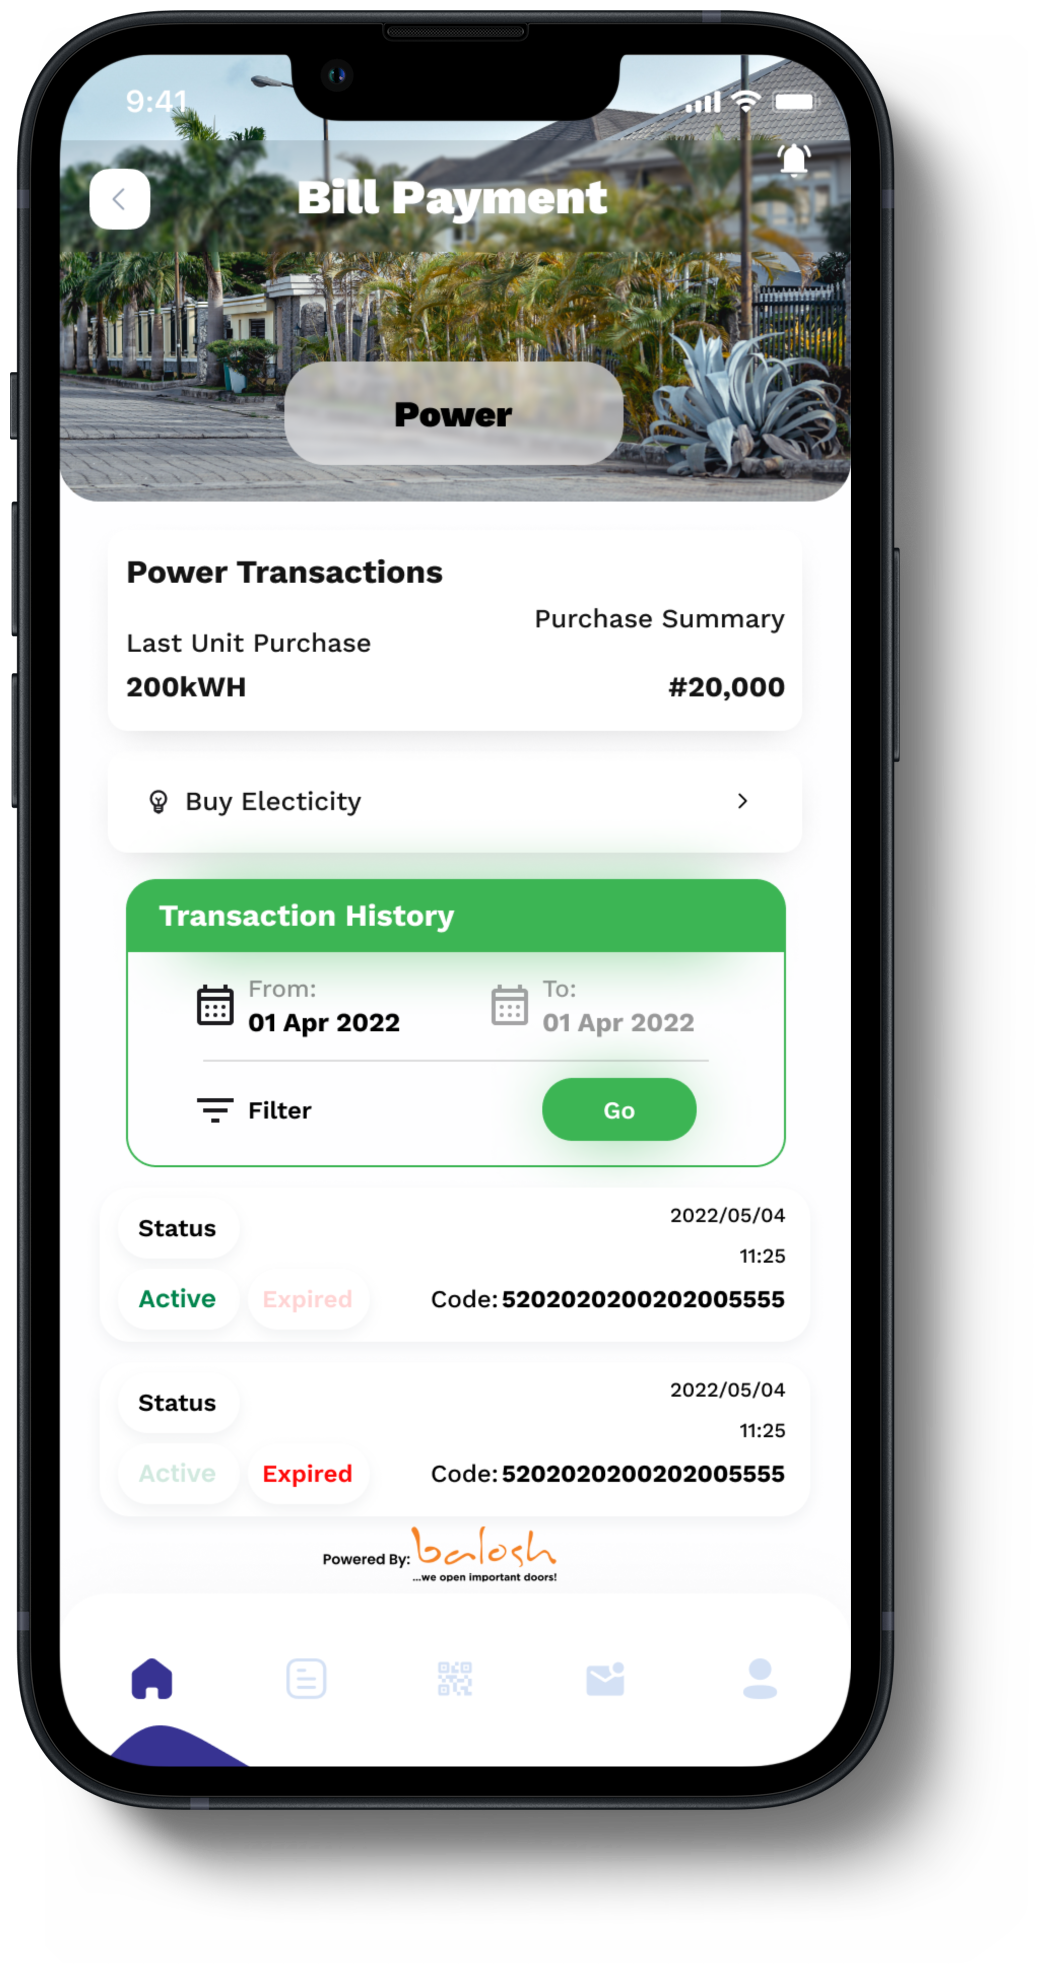 9:41
Bill Payment
Power
Power Transactions
Purchase Summary
Last Unit Purchase
200kWH
#20,000
Buy Electicity
Transaction History
From:
01 Apr 2022
To:
01 Apr 2022
Filter
Go
Status
2022/05/04
11:25
Active
Expired
Code: 5202020200202005555
Status
2022/05/04
11:25
Active
Expired
Code: 5202020200202005555
Powered By: balosh
...we open important doors!